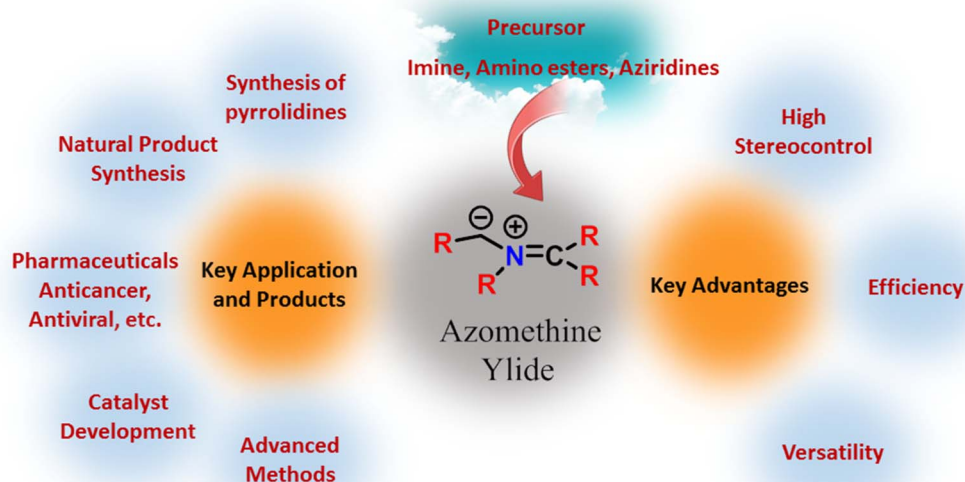 Precursor
Imine, Amino esters, Aziridines
Synthesis of
pyrrolidines
Natural Product
Synthesis
Pharmaceuticals
Anticancer,
Antiviral, etc.
Catalyst
Development
Advanced
Methods
Key Application
and Products
R
−
+
N=C
R
R
R
Azomethine
Ylide
Key Advantages
High
Stereocontrol
Efficiency
Versatility